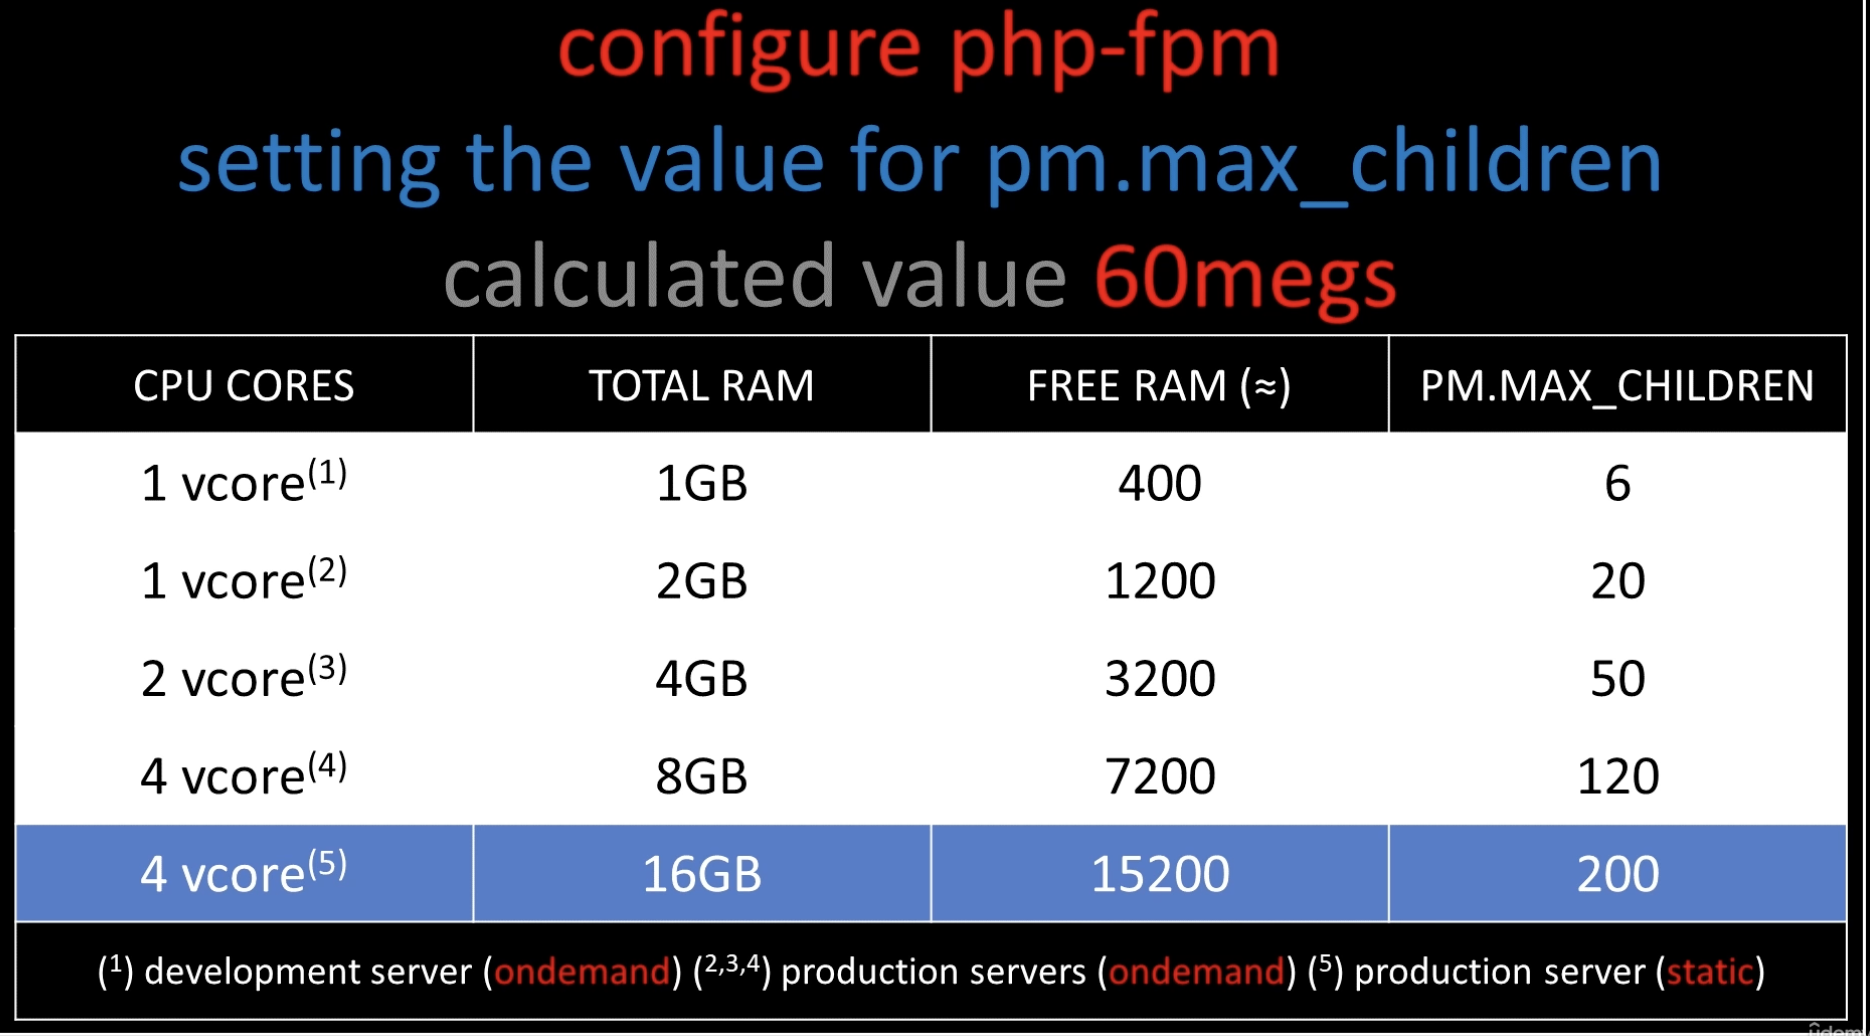 configure php-fpm
setting the value for pm.max_children
calculated value 60megs
CPU CORES TOTAL RAM FREE RAM (≈) PM.MAX_CHILDREN
1 vcore(1) 1GB 400 6
1 vcore(2) 2GB 1200 20
2 vcore(3) 4GB 3200 50
4 vcore(4) 8GB 7200 120
4 vcore(5) 16GB 15200 200
(1) development server (ondemand) (2,3,4) production servers (ondemand) (5) production server (static)